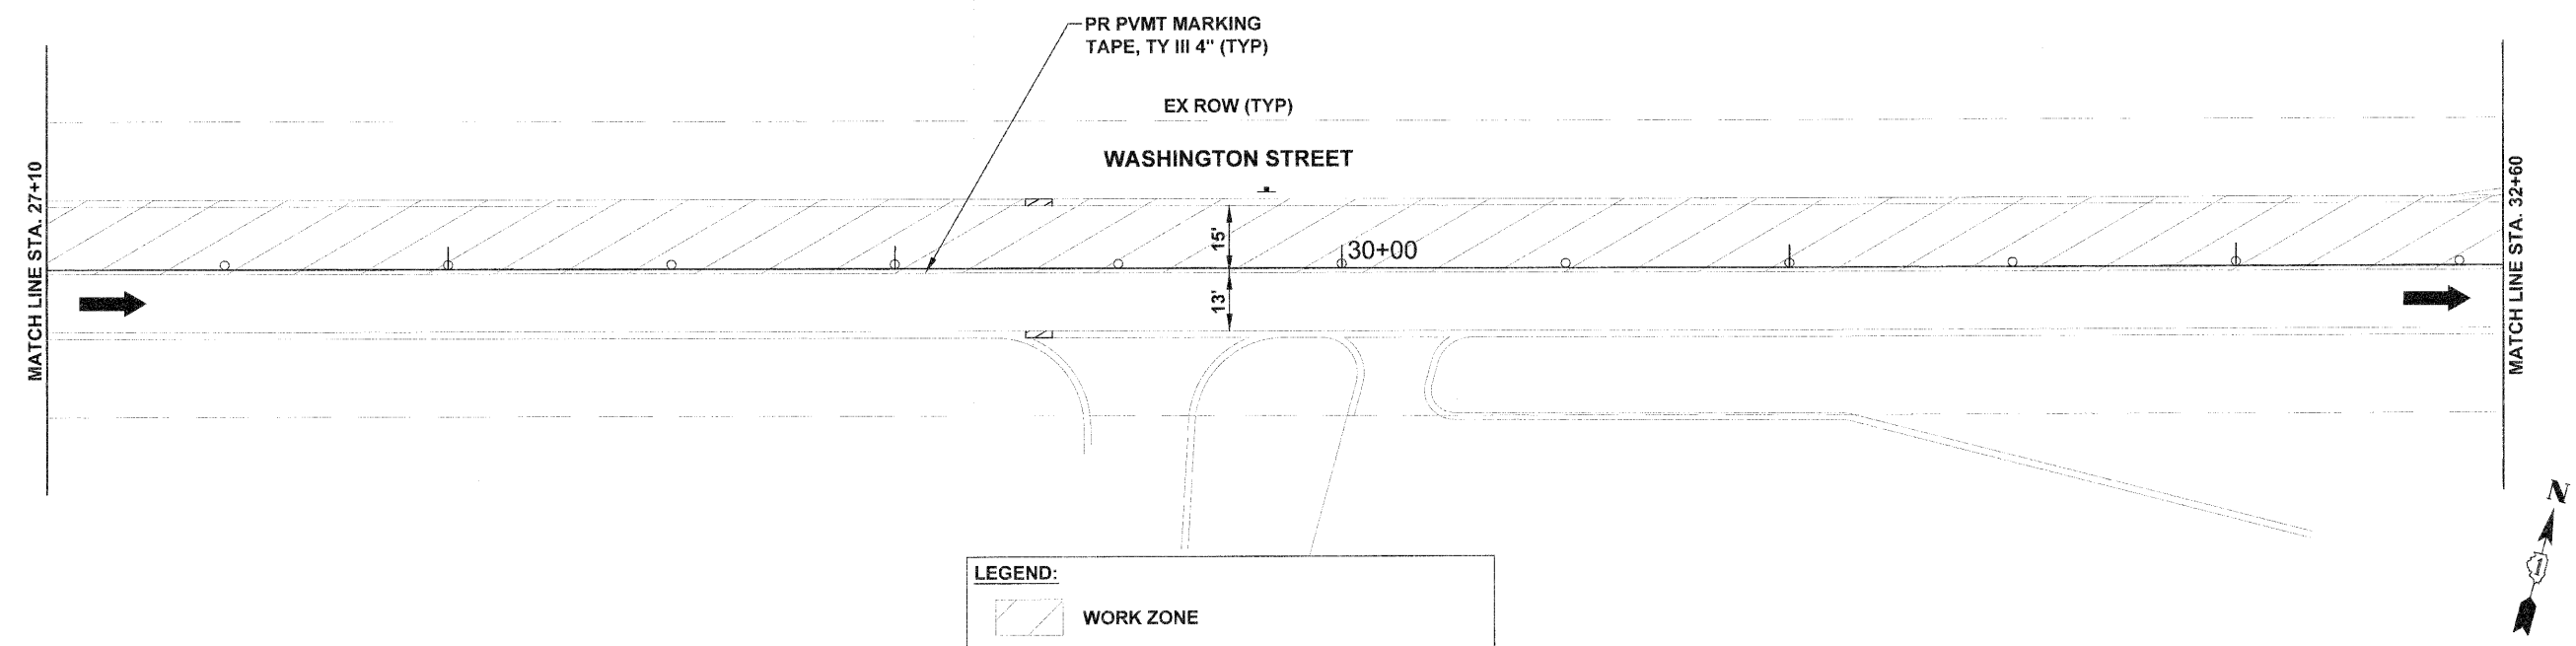 PR PVMT MARKING
TAPE, TY III 4" (TYP)
EX ROW (TYP)
WASHINGTON STREET
MATCH LINE STA. 27+10
MATCH LINE STA. 32+60
15'
30+00
13'
N
LEGEND:
WORK ZONE